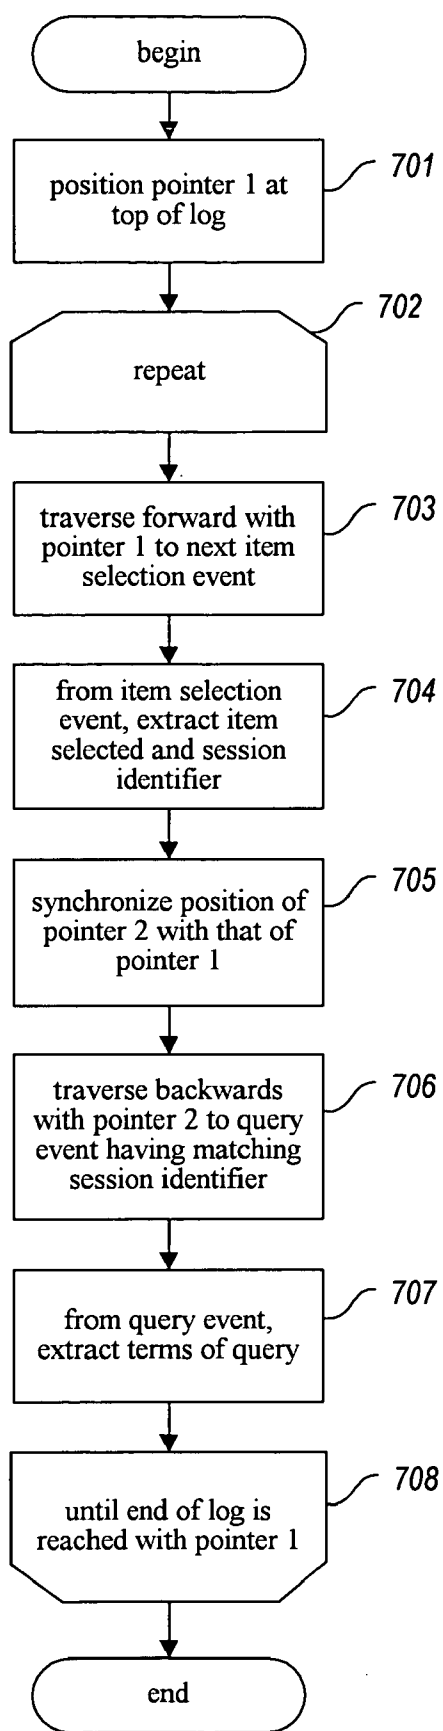 begin
position pointer 1 at
top of log
701
repeat
702
traverse forward with
pointer 1 to next item
selection event
703
from item selection
event, extract item
selected and session
identifier
704
synchronize position of
pointer 2 with that of
pointer 1
705
traverse backwards
with pointer 2 to query
event having matching
session identifier
706
from query event,
extract terms of query
707
until end of log is
reached with pointer 1
708
end